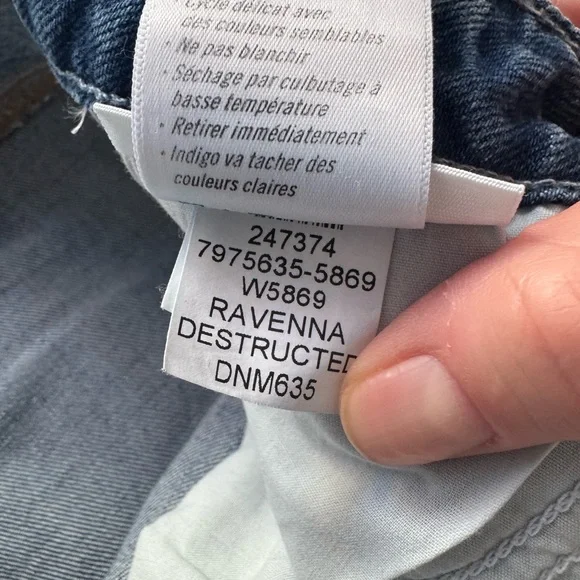 · Cycle délicat avec
des couleurs semblables
· Ne pas blanchir
· Séchage par culbutage à
basse température
· Retirer immédiatement
· Indigo va tacher des
couleurs claires
247374
7975635-5869
W5869
RAVENNA
DESTRUCTED
DNM635